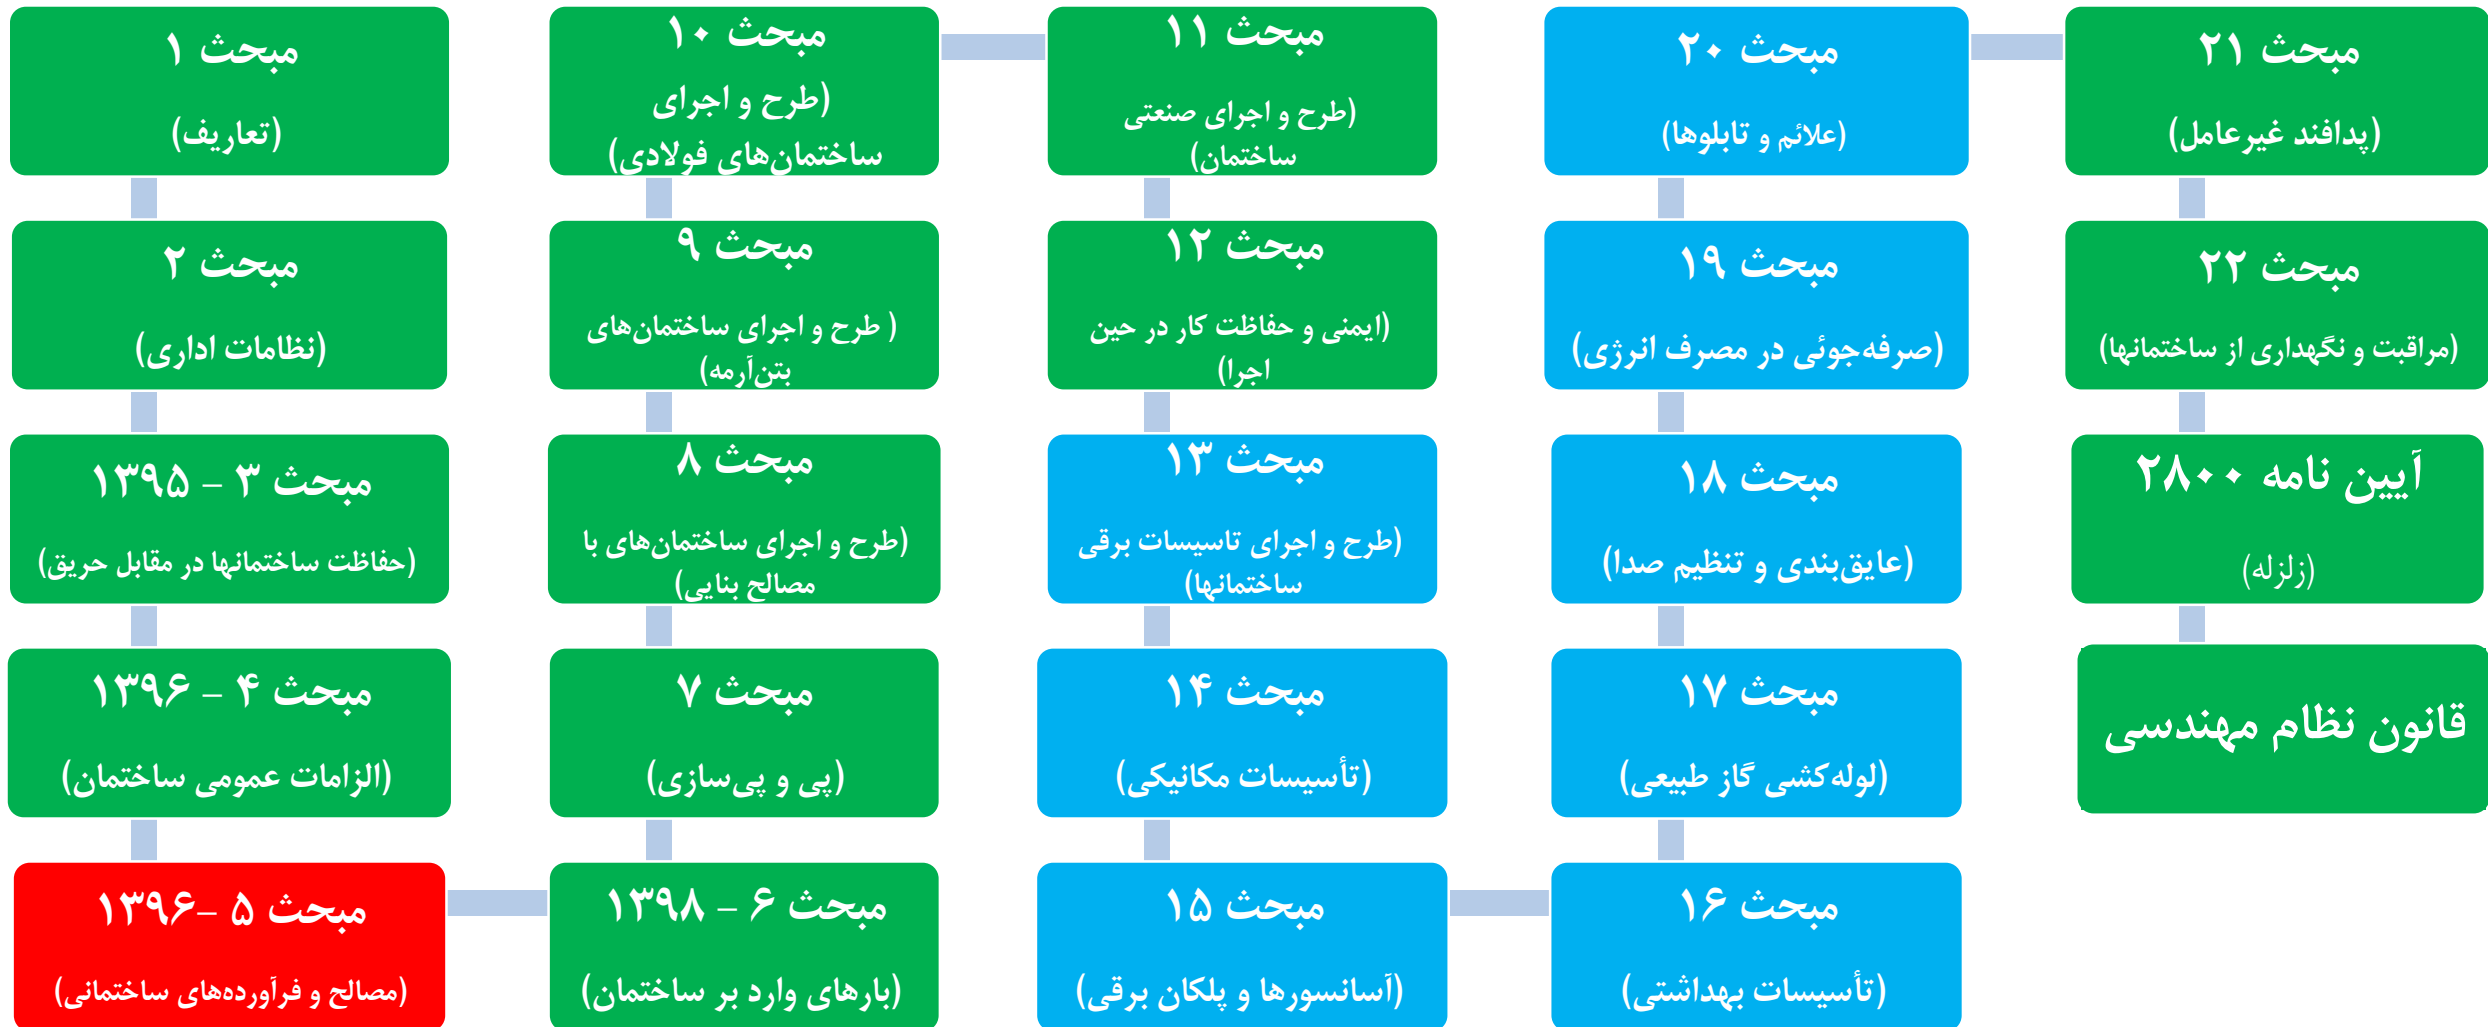 مبحث ۱
(تعاریف)
مبحث ۲
(نظامات اداری)
مبحث ۳ – ۱۳۹۵
(حفاظت ساختمانها در مقابل حریق)
مبحث ۴ – ۱۳۹۶
(الزامات عمومی ساختمان)
مبحث ۵ –۱۳۹۶
(مصالح و فرآورده‌های ساختمانی)
مبحث ۶ – ۱۳۹۸
(بارهای وارد بر ساختمان)
مبحث ۷
(پی و پی‌سازی)
مبحث ۸
(طرح و اجرای ساختمان‌های با
مصالح بنایی)
مبحث ۹
( طرح و اجرای ساختمان‌های
بتن‌آرمه)
مبحث ۱۰
(طرح و اجرای
ساختمان‌های فولادی)
مبحث ۱۱
(طرح و اجرای صنعتی
ساختمان)
مبحث ۱۲
(ایمنی و حفاظت کار در حین
اجرا)
مبحث ۱۳
(طرح و اجرای تاسیسات برقی
ساختمانها)
مبحث ۱۴
(تأسیسات مکانیکی)
مبحث ۱۵
(آسانسورها و پلکان برقی)
مبحث ۱۶
(تأسیسات بهداشتی)
مبحث ۱۷
(لوله‌کشی گاز طبیعی)
مبحث ۱۸
(عایق‌بندی و تنظیم صدا)
مبحث ۱۹
(صرفه‌جوئی در مصرف انرژی)
مبحث ۲۰
(علائم و تابلوها)
مبحث ۲۱
(پدافند غیرعامل)
مبحث ۲۲
(مراقبت و نگهداری از ساختمانها)
آیین نامه ۲۸۰۰
(زلزله)
قانون نظام مهندسی